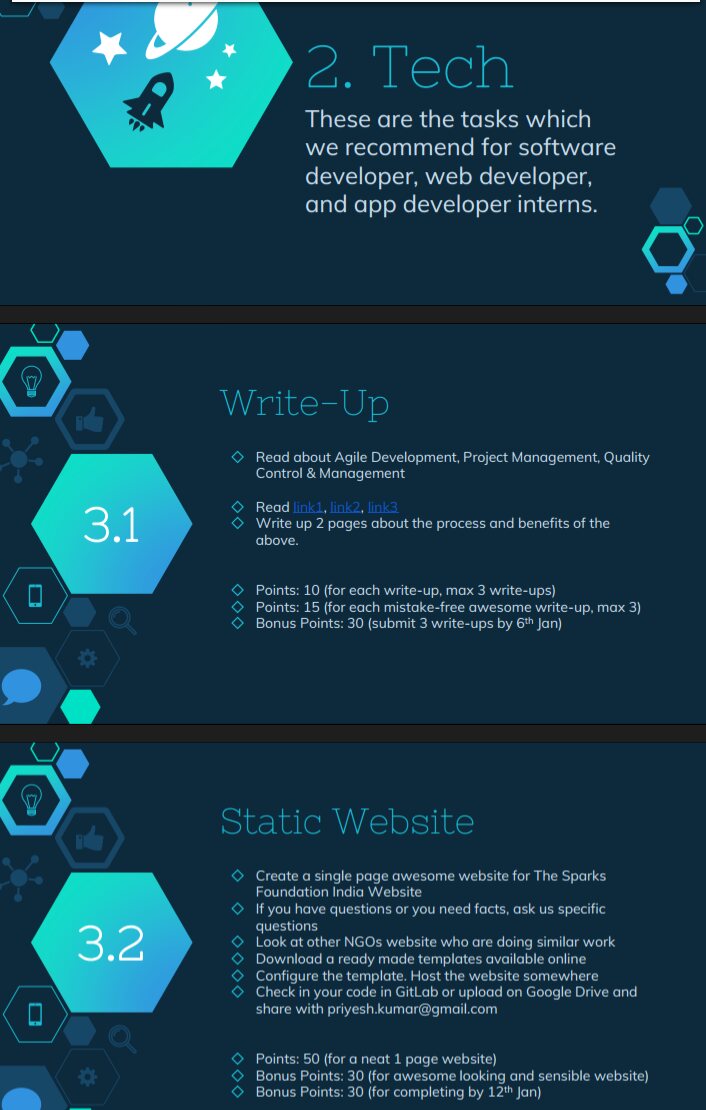 2. Tech
These are the tasks which
we recommend for software
developer, web developer,
and app developer interns.
Write-Up
3.1
Read about Agile Development, Project Management, Quality
Control & Management
Read link1, link2, link3
Write up 2 pages about the process and benefits of the
above.
Points: 10 (for each write-up, max 3 write-ups)
Points: 15 (for each mistake-free awesome write-up, max 3)
Bonus Points: 30 (submit 3 write-ups by 6th Jan)
Static Website
3.2
Create a single page awesome website for The Sparks
Foundation India Website
If you have questions or you need facts, ask us specific
questions
Look at other NGOs website who are doing similar work
Download a ready made templates available online
Configure the template. Host the website somewhere
Check in your code in GitLab or upload on Google Drive and
share with priyesh.kumar@gmail.com
Points: 50 (for a neat 1 page website)
Bonus Points: 30 (for awesome looking and sensible website)
Bonus Points: 30 (for completing by 12th Jan)